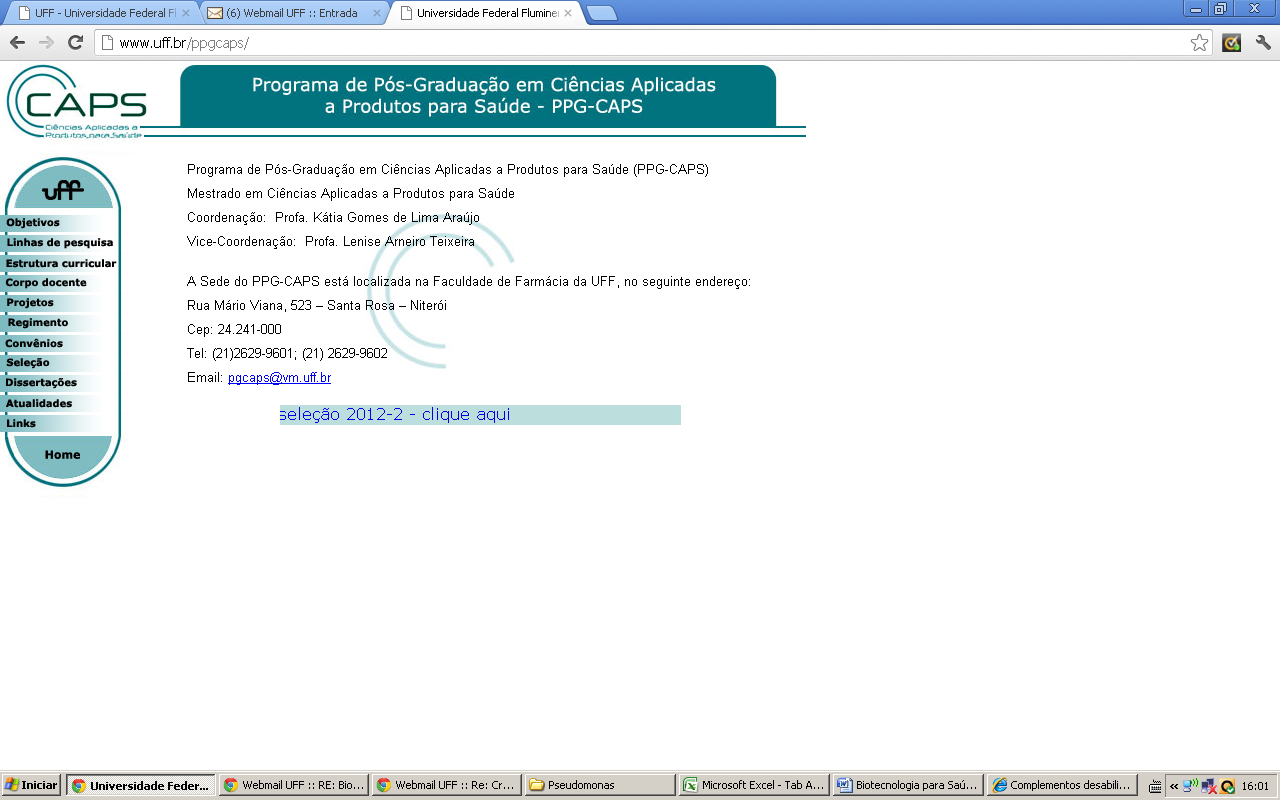 UFF - Universidade Federal Fl
(6) Webmail UFF :: Entrada
Universidade Federal Flumine
www.uff.br/ppgcaps/
CAPS
Ciências Aplicadas a
Produtos para Saúde
Programa de Pós-Graduação em Ciências Aplicadas
a Produtos para Saúde - PPG-CAPS
uff
Objetivos
Linhas de pesquisa
Estrutura curricular
Corpo docente
Projetos
Regimento
Convênios
Seleção
Dissertações
Atualidades
Links
Home
Programa de Pós-Graduação em Ciências Aplicadas a Produtos para Saúde (PPG-CAPS)
Mestrado em Ciências Aplicadas a Produtos para Saúde
Coordenação: Profa. Kátia Gomes de Lima Araújo
Vice-Coordenação: Profa. Lenise Arneiro Teixeira
A Sede do PPG-CAPS está localizada na Faculdade de Farmácia da UFF, no seguinte endereço:
Rua Mário Viana, 523 – Santa Rosa – Niterói
Cep: 24.241-000
Tel: (21)2629-9601; (21) 2629-9602
Email: pgcaps@vm.uff.br
seleção 2012-2 - clique aqui
Iniciar
Universidade Feder...
Webmail UFF :: RE: Bio...
Webmail UFF :: Re: Cr...
Pseudomonas
Microsoft Excel - Tab A...
Biotecnologia para Saú...
Complementos desabili...
16:01